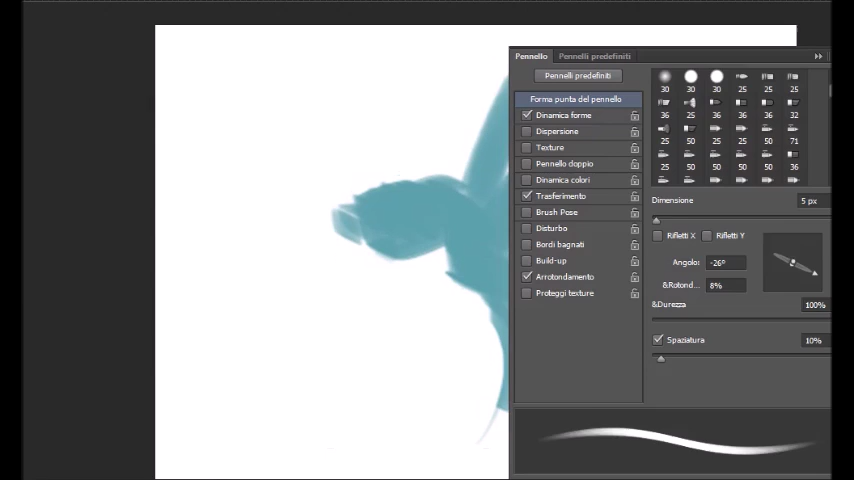 Pennello Pennelli predefiniti
Pennelli predefiniti
30 30 30 25 25 25
36 25 36 36 36 32
25 50 25 25 50 71
25 50 25 50 50 36
Forma punta del pennello
Dinamica forme
Dispersione
Texture
Pennello doppio
Dinamica colori
Trasferimento
Brush Pose
Disturbo
Bordi bagnati
Build-up
Arrotondamento
Proteggi texture
Dimensione 5 px
Rifletti X Rifletti Y
Angolo: -26º
&Rotond... 8%
&Durezza 100%
Spaziatura 10%